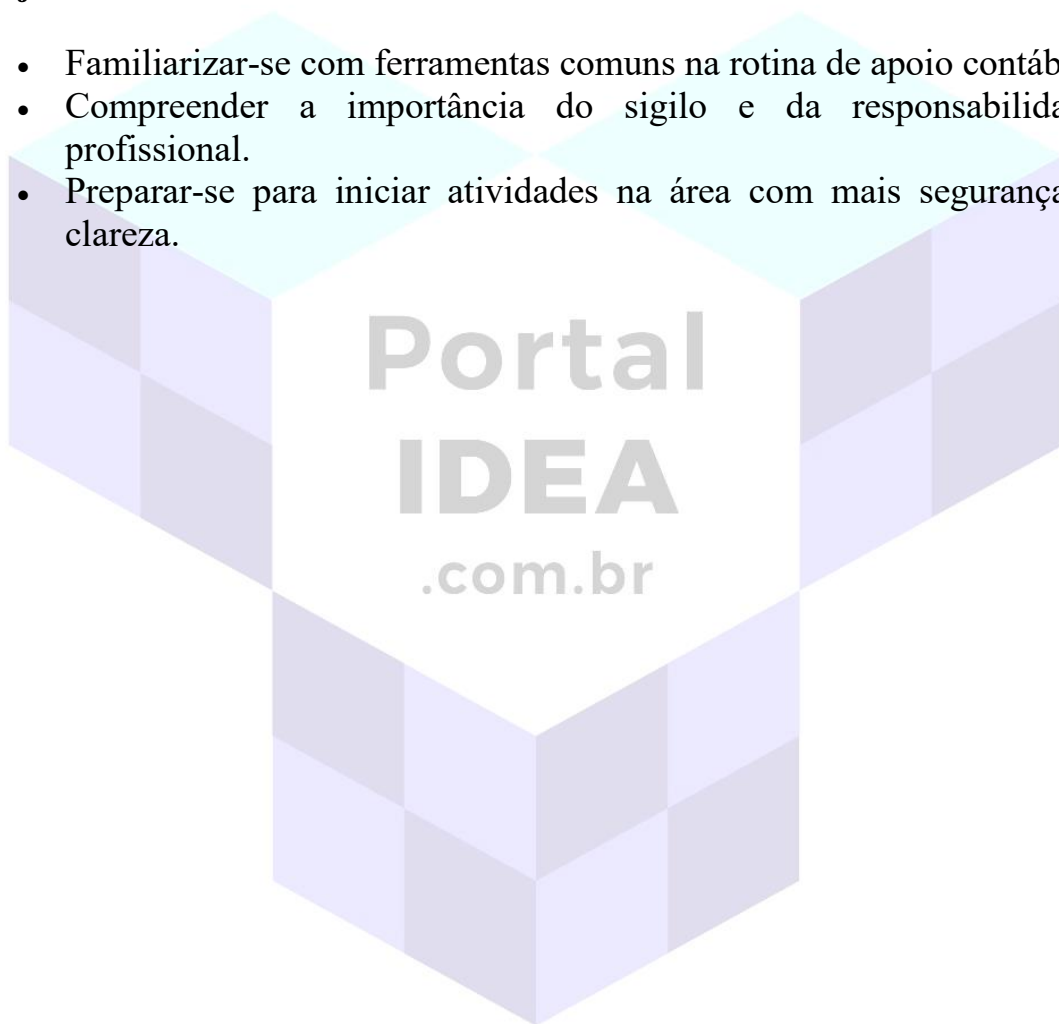 • Familiarizar-se com ferramentas comuns na rotina de apoio contáb
• Compreender a importância do sigilo e da responsabilida
profissional.
• Preparar-se para iniciar atividades na área com mais segurança
clareza.
Portal
IDEA
.com.br